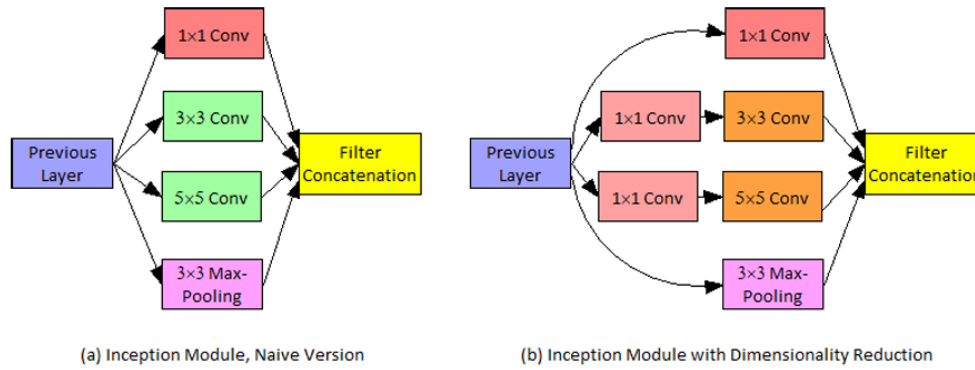 1×1 Conv
3×3 Conv
Previous
Layer
Filter
Concatenation
5×5 Conv
3×3 Max-
Pooling
(a) Inception Module, Naive Version
1×1 Conv
1×1 Conv
3×3 Conv
Previous
Layer
Filter
Concatenation
1×1 Conv
5×5 Conv
3×3 Max-
Pooling
(b) Inception Module with Dimensionality Reduction